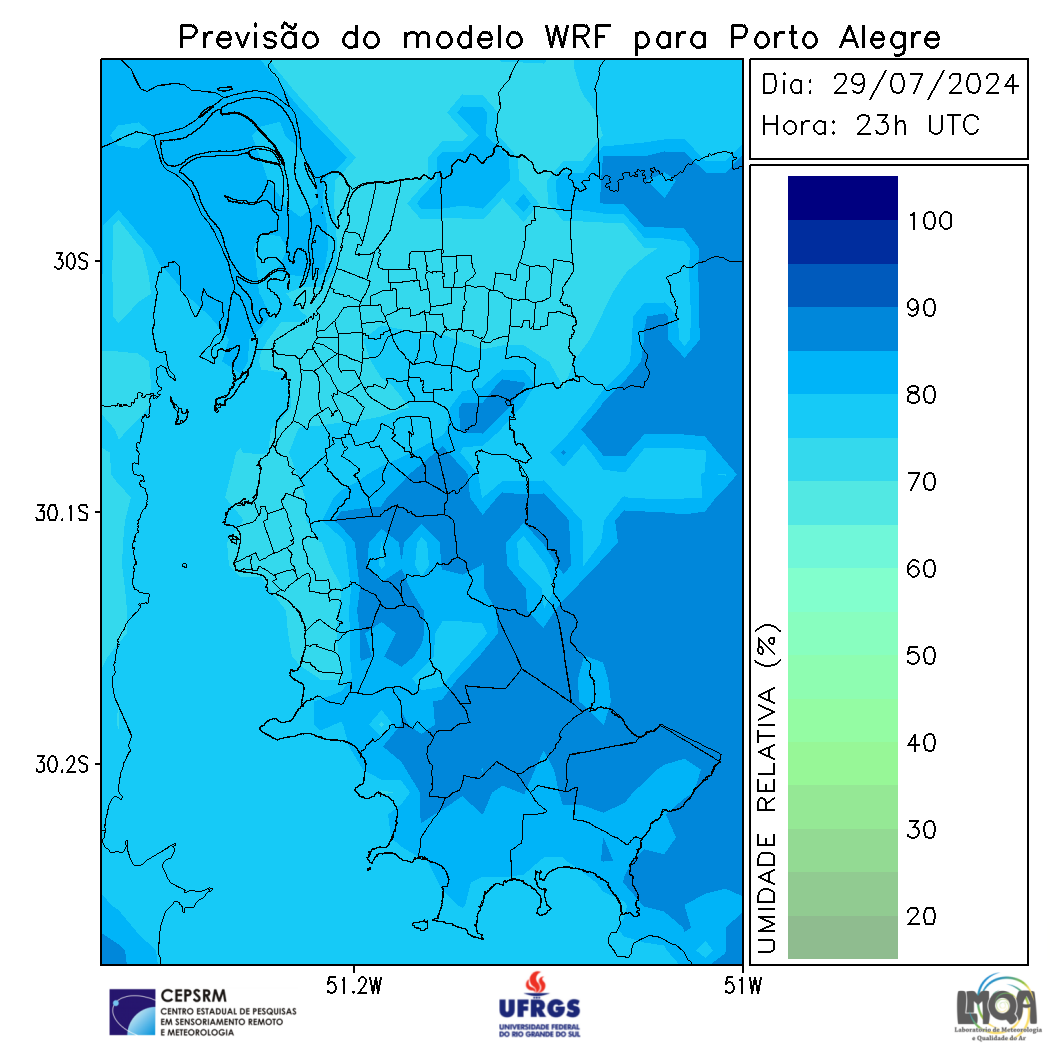 Previsão do modelo WRF para Porto Alegre
Dia: 29/07/2024
Hora: 23h UTC
100
90
80
70
60
50
40
30
20
UMIDADE RELATIVA (%)
30S
30.1S
30.2S
51.2W
51W
CEPSRM
CENTRO ESTADUAL DE PESQUISAS
EM SENSORIAMENTO REMOTO
E METEOROLOGIA
UFRGS
UNIVERSIDADE FEDERAL
DO RIO GRANDE DO SUL
LMQA
Laboratório de Meteorologia
e Qualidade do Ar